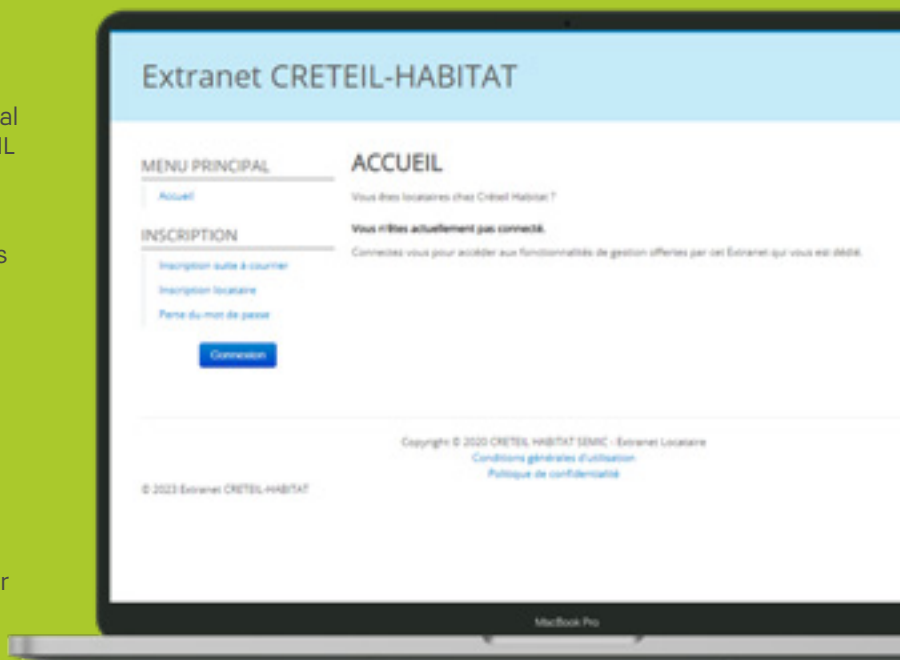 al
IL
s
r
Extranet CRETEIL-HABITAT
MENU PRINCIPAL
Accueil
INSCRIPTION
Inscription suite à courrier
Inscription locataire
Perte du mot de passe
Connexion
ACCUEIL
Vous êtes locataires chez Créteil Habitat ?
Vous n'êtes actuellement pas connecté.
Connectez vous pour accéder aux fonctionnalités de gestion offertes par cet Extranet qui vous est dédié.
Copyright © 2020 CRETEIL HABITAT SEMIC - Extranet Locataire
Conditions générales d'utilisation
Politique de confidentialité
© 2023 Extranet CRETEIL-HABITAT
MacBook Pro